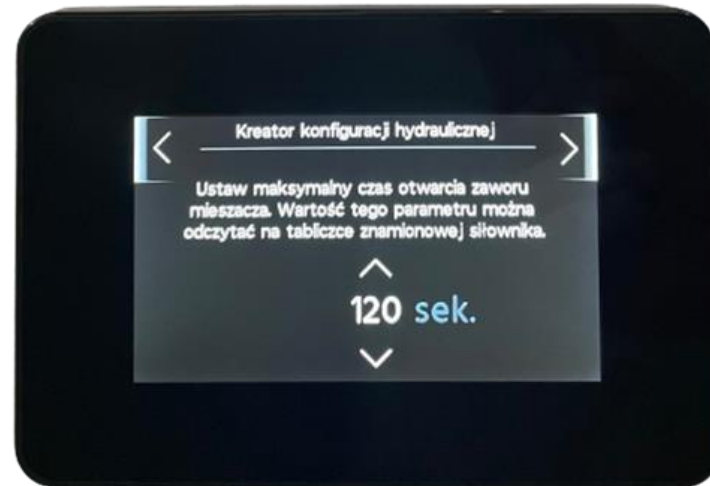 Kreator konfiguracji hydraulicznej
Ustaw maksymalny czas otwarcia zaworu
mieszacza. Wartość tego parametru można
odczytać na tabliczce znamionowej siłownika.
120 sek.